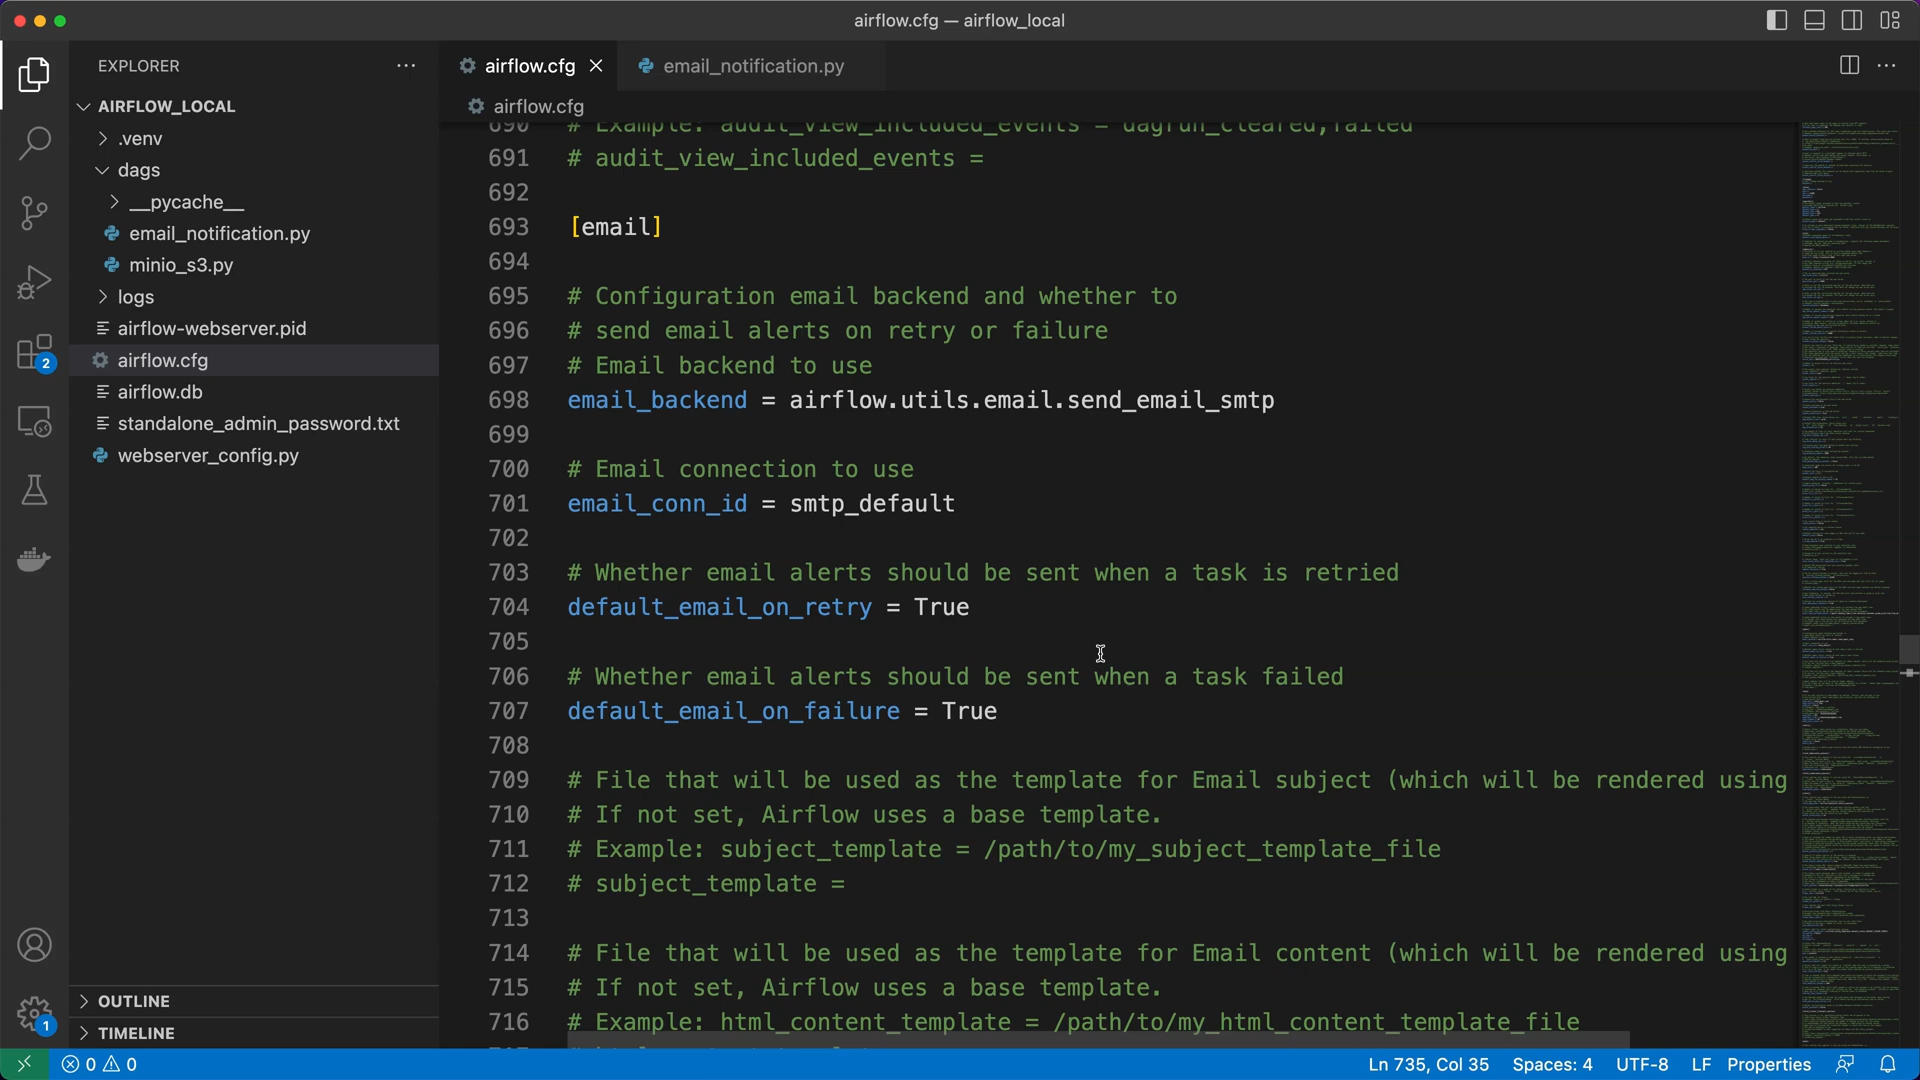 airflow.cfg — airflow_local
EXPLORER
AIRFLOW_LOCAL
.venv
dags
__pycache__
email_notification.py
minio_s3.py
logs
airflow-webserver.pid
airflow.cfg
airflow.db
standalone_admin_password.txt
webserver_config.py
OUTLINE
TIMELINE
2
1
airflow.cfg
email_notification.py
airflow.cfg
690 # Example: audit_view_included_events = dagrun_cleared,failed
691 # audit_view_included_events =
692
693 [email]
694
695 # Configuration email backend and whether to
696 # send email alerts on retry or failure
697 # Email backend to use
698 email_backend = airflow.utils.email.send_email_smtp
699
700 # Email connection to use
701 email_conn_id = smtp_default
702
703 # Whether email alerts should be sent when a task is retried
704 default_email_on_retry = True
705
706 # Whether email alerts should be sent when a task failed
707 default_email_on_failure = True
708
709 # File that will be used as the template for Email subject (which will be rendered using
710 # If not set, Airflow uses a base template.
711 # Example: subject_template = /path/to/my_subject_template_file
712 # subject_template =
713
714 # File that will be used as the template for Email content (which will be rendered using
715 # If not set, Airflow uses a base template.
716 # Example: html_content_template = /path/to/my_html_content_template_file
0 0
Ln 735, Col 35 Spaces: 4 UTF-8 LF Properties